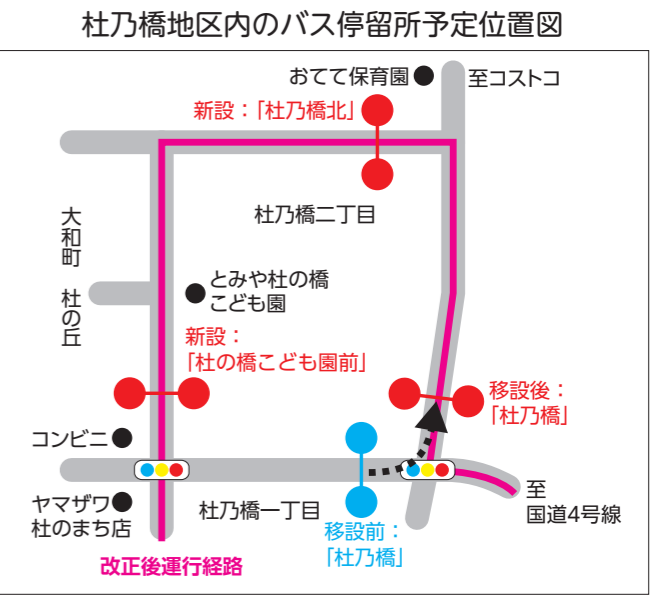 杜乃橋地区内のバス停留所予定位置図
おてて保育園
至コストコ
新設：「杜乃橋北」
杜乃橋二丁目
大和町 杜の丘
とみや杜の橋
こども園
新設：
「杜の橋こども園前」
移設後：
「杜乃橋」
コンビニ
ヤマザワ
杜のまち店
杜乃橋一丁目
移設前：
「杜乃橋」
至
国道4号線
改正後運行経路